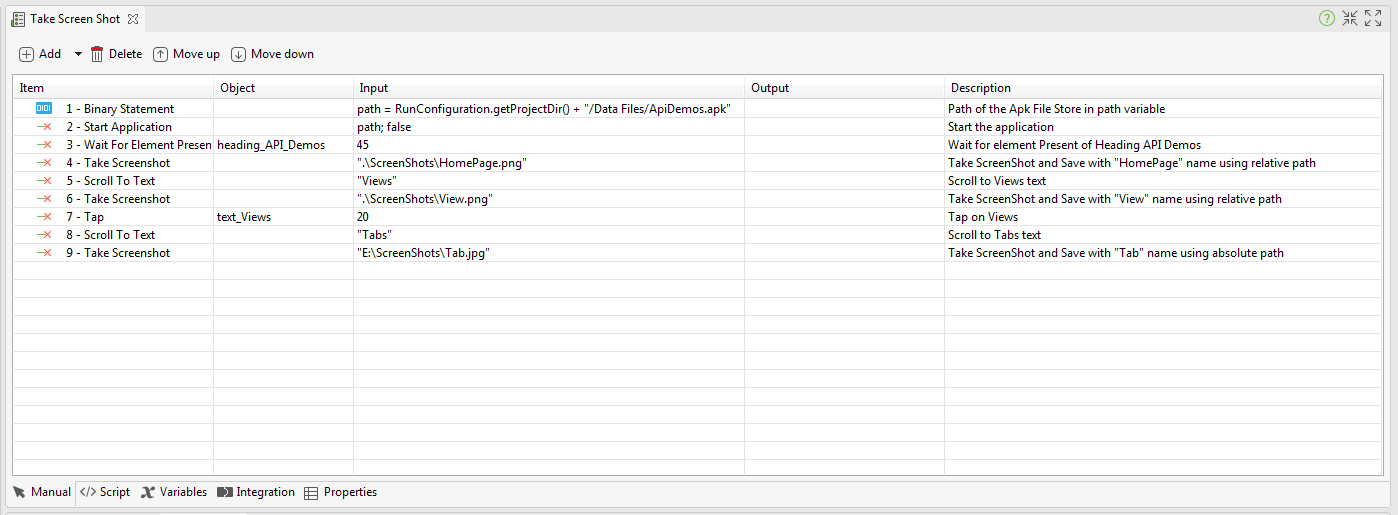 Take Screen Shot
Add Delete Move up Move down
Item Object Input Output Description
0101 1 - Binary Statement path = RunConfiguration.getProjectDir() + "/Data Files/ApiDemos.apk" Path of the Apk File Store in path variable
2 - Start Application path; false Start the application
3 - Wait For Element Presen heading_API_Demos 45 Wait for element Present of Heading API Demos
4 - Take Screenshot ".\ScreenShots\HomePage.png" Take ScreenShot and Save with "HomePage" name using relative path
5 - Scroll To Text "Views" Scroll to Views text
6 - Take Screenshot ".\ScreenShots\View.png" Take ScreenShot and Save with "View" name using relative path
7 - Tap text_Views 20 Tap on Views
8 - Scroll To Text "Tabs" Scroll to Tabs text
9 - Take Screenshot "E:\ScreenShots\Tab.jpg" Take ScreenShot and Save with "Tab" name using absolute path
Manual </> Script Variables Integration Properties